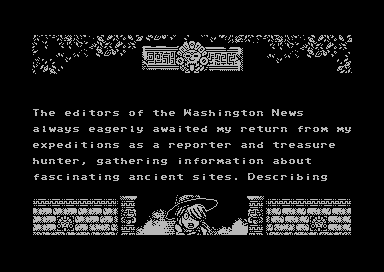 The editors of the Washington News
always eagerly awaited my return from my
expeditions as a reporter and treasure
hunter, gathering information about
fascinating ancient sites. Describing